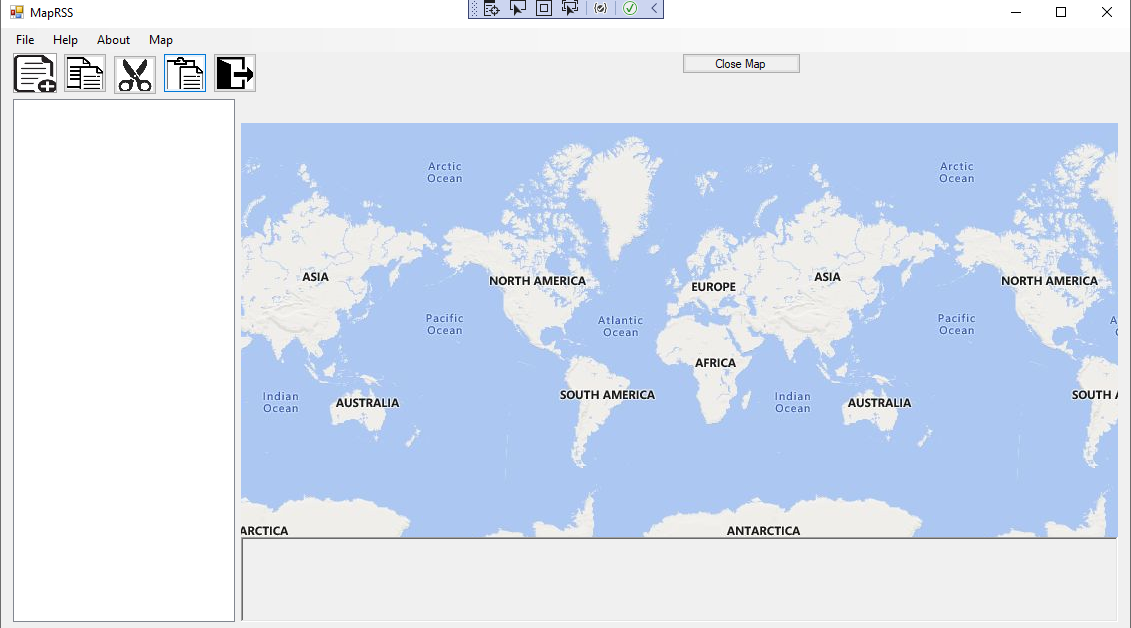 MapRSS
File Help About Map
Close Map
Arctic
Ocean
Arctic
Ocean
ASIA
NORTH AMERICA
EUROPE
ASIA
NORTH AMERICA
Pacific
Ocean
Atlantic
Ocean
Pacific
Ocean
A
AFRICA
Indian
Ocean
AUSTRALIA
SOUTH AMERICA
Indian
Ocean
AUSTRALIA
SOUTH A
ARCTICA
ANTARCTICA